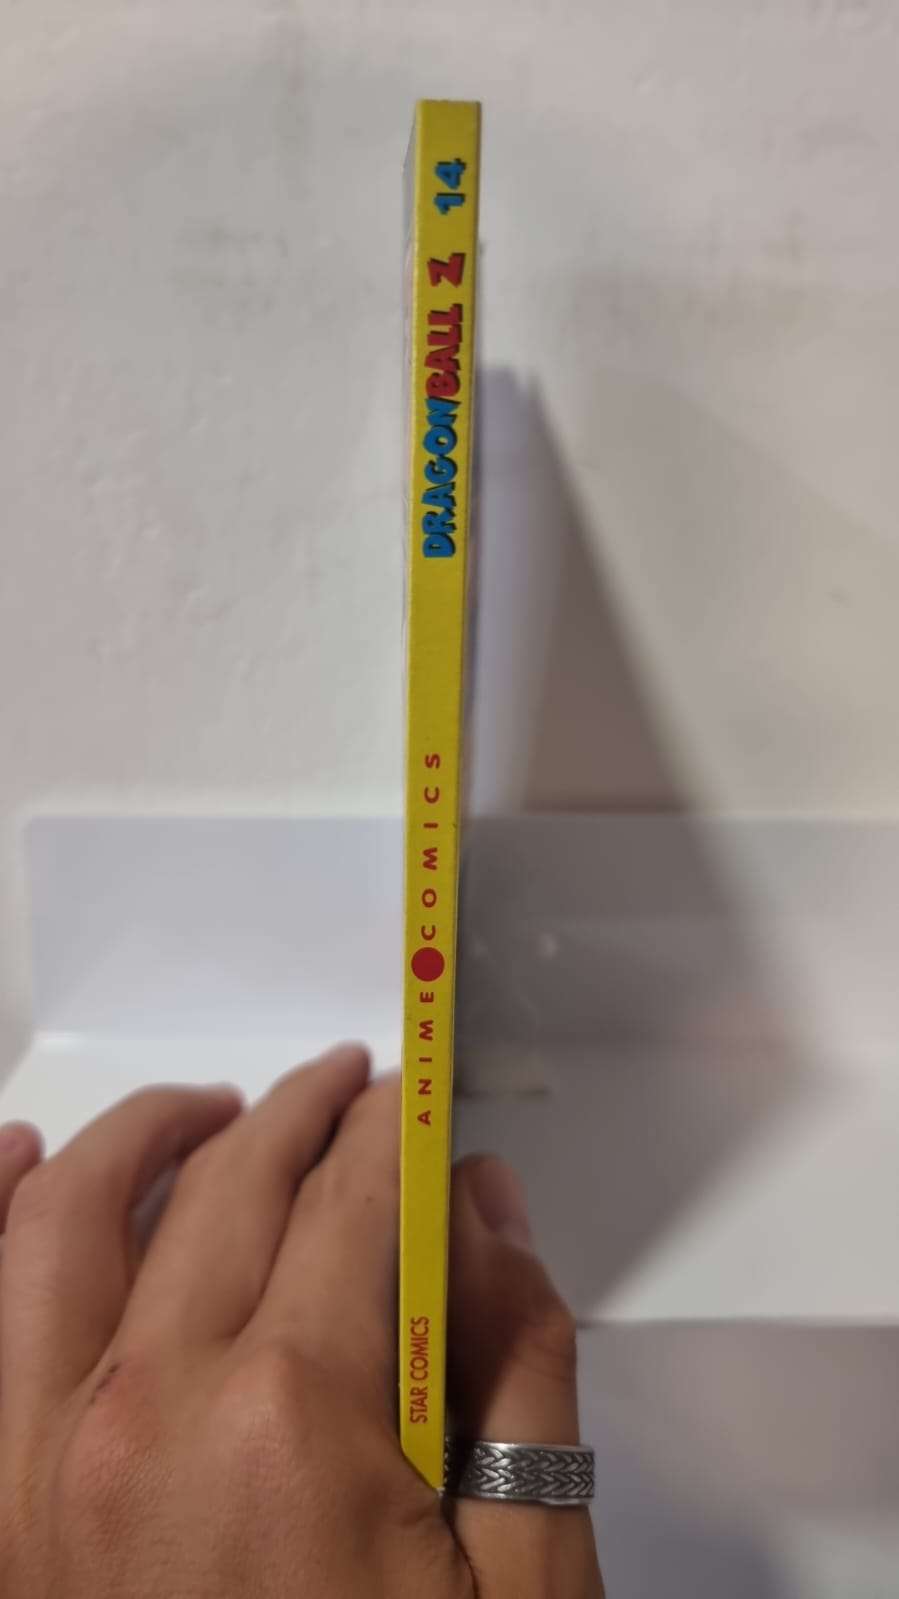 DRAGON BALL Z 14
ANIME COMICS
STAR COMICS